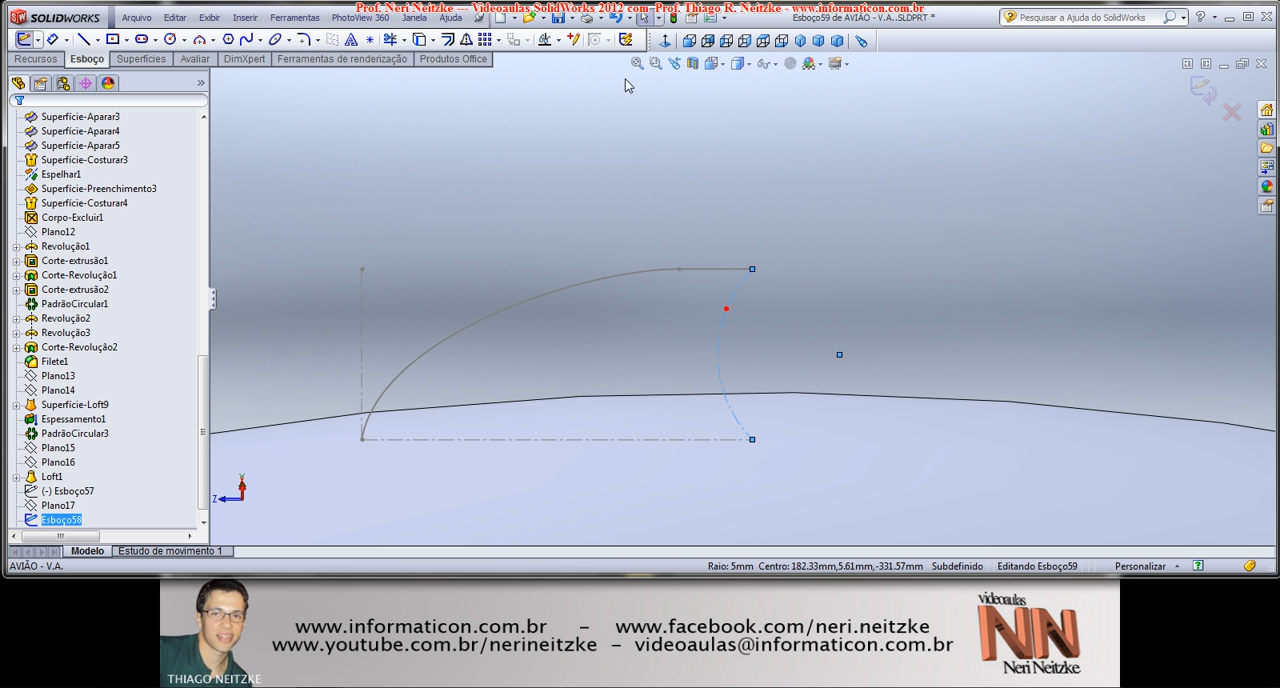 Prof. Neri Neitzke --- Videoaulas SolidWorks 2012 com Prof. Thiago R. Neitzke - www.informaticon.com.br
SOLIDWORKS
Arquivo Editar Exibir Inserir Ferramentas PhotoView 360 Janela Ajuda
Esboço59 de AVIÃO - V.A..SLDPRT *
Pesquisar a Ajuda do SolidWorks
Recursos Esboço Superfícies Avaliar DimXpert Ferramentas de renderização Produtos Office
Superfície-Aparar3
Superfície-Aparar4
Superfície-Aparar5
Superfície-Costurar3
Espelhar1
Superfície-Preenchimento3
Superfície-Costurar4
Corpo-Excluir1
Plano12
Revolução1
Corte-extrusão1
Corte-Revolução1
Corte-extrusão2
PadrãoCircular1
Revolução2
Revolução3
Corte-Revolução2
Filete1
Plano13
Plano14
Superfície-Loft9
Espessamento1
PadrãoCircular3
Plano15
Plano16
Loft1
(-) Esboço57
Plano17
Esboço58
Y
Z
Modelo Estudo de movimento 1
AVIÃO - V.A.
Raio: 5mm Centro: 182.33mm,5.61mm,-331.57mm Subdefinido Editando Esboço59 Personalizar
www.informaticon.com.br - www.facebook.com/neri.neitzke
www.youtube.com.br/nerineitzke - videoaulas@informaticon.com.br
THIAGO NEITZKE
videoaulas
NN
Neri Neitzke